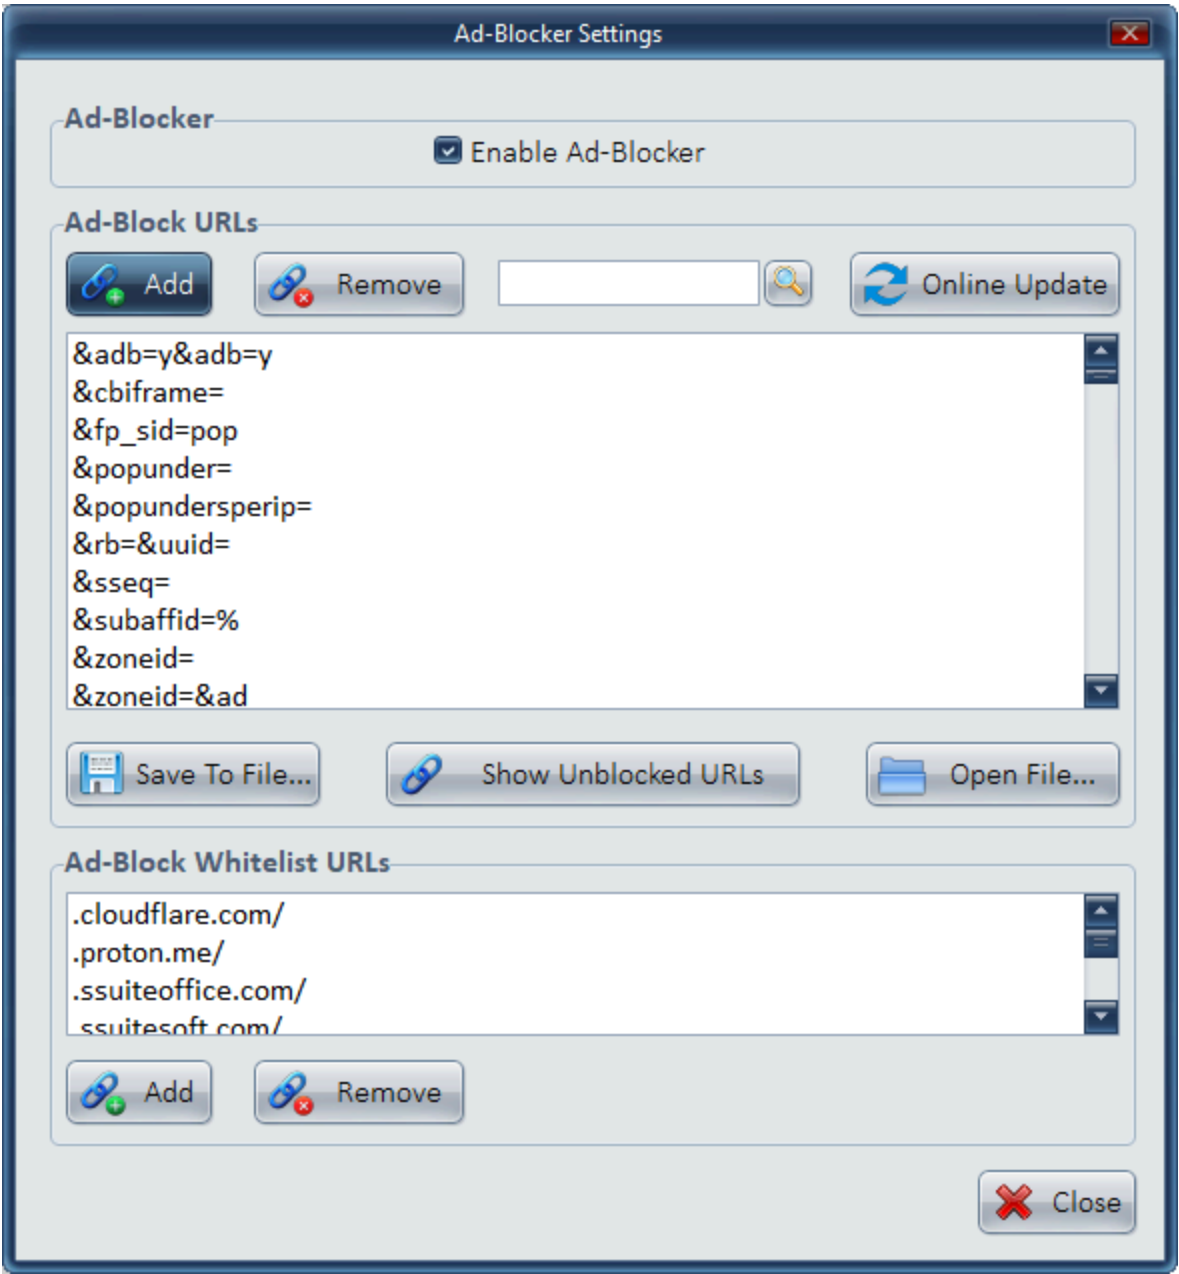 Ad-Blocker Settings
Ad-Blocker
Enable Ad-Blocker
Ad-Block URLs
Add
Remove
Online Update
&adb=y&adb=y
&cbiframe=
&fp_sid=pop
&popunder=
&popundersperip=
&rb=&uuid=
&sseq=
&subaffid=%
&zoneid=
&zoneid=&ad
Save To File...
Show Unblocked URLs
Open File...
Ad-Block Whitelist URLs
.cloudflare.com/
.proton.me/
.ssuiteoffice.com/
.ssuitesoft.com/
Add
Remove
Close